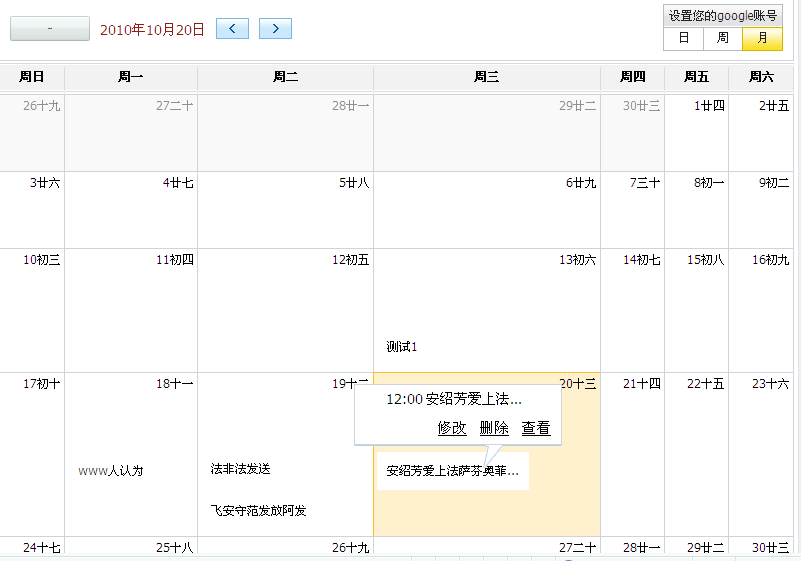 设置您的google账号
- 2010年10月20日 < >
日 周 月
周日 周一 周二 周三 周四 周五 周六
26十九 27二十 28廿一 29廿二 30廿三 1廿四 2廿五
3廿六 4廿七 5廿八 6廿九 7三十 8初一 9初二
10初三 11初四 12初五 13初六 14初七 15初八 16初九
测试1
17初十 18十一 19十二 20十三 21十四 22十五 23十六
12:00 安绍芳爱上法...
修改 删除 查看
www人认为 法非法发送 安绍芳爱上法萨芬奥菲...
飞安守范发放阿发
24十七 25十八 26十九 27二十 28廿一 29廿二 30廿三